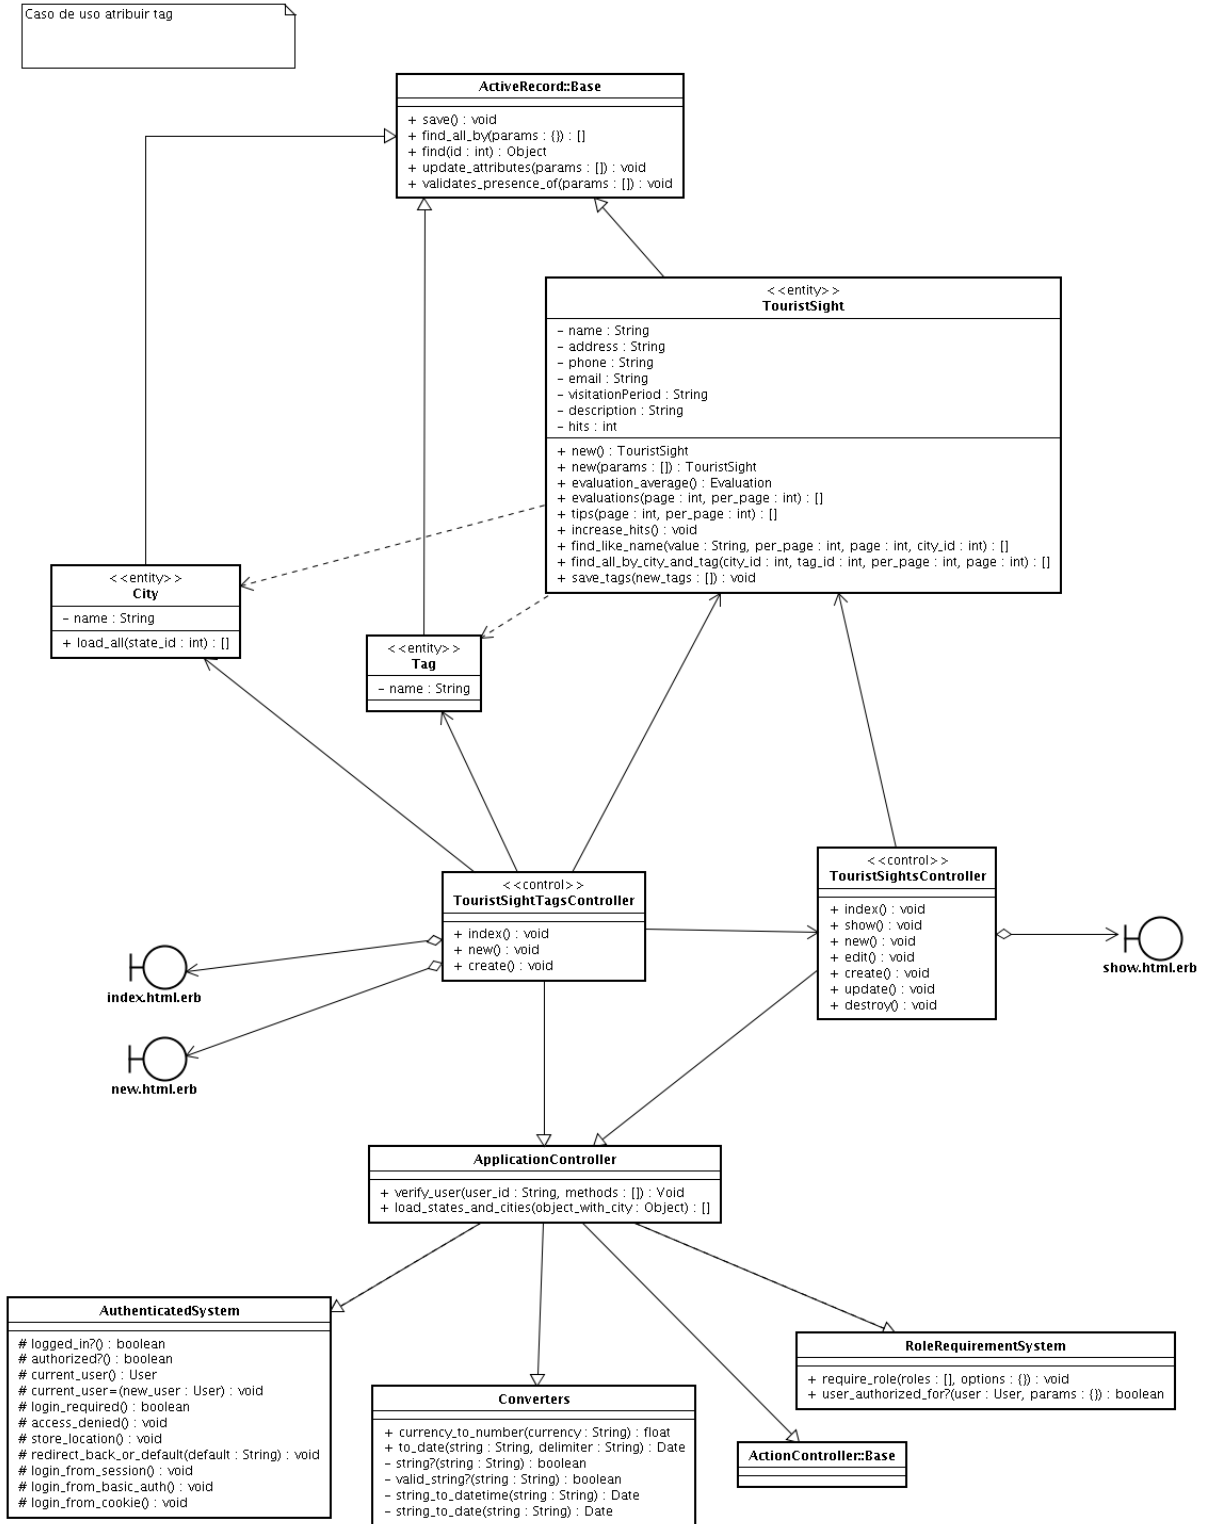 Caso de uso atribuir tag
ActiveRecord::Base
+ save() : void
+ find_all_by(params : {}) : []
+ find(id : int) : Object
+ update_attributes(params : []) : void
+ validates_presence_of(params : []) : void
<<entity>>
TouristSight
- name : String
- address : String
- phone : String
- email : String
- visitationPeriod : String
- description : String
- hits : int
+ new() : TouristSight
+ new(params : []) : TouristSight
+ evaluation_average() : Evaluation
+ evaluations(page : int, per_page : int) : []
+ tips(page : int, per_page : int) : []
+ increase_hits() : void
+ find_like_name(value : String, per_page : int, page : int, city_id : int) : []
+ find_all_by_city_and_tag(city_id : int, tag_id : int, per_page : int, page : int) : []
+ save_tags(new_tags : []) : void
<<entity>>
City
- name : String
+ load_all(state_id : int) : []
<<entity>>
Tag
- name : String
<<control>>
TouristSightTagsController
+ index() : void
+ new() : void
+ create() : void
<<control>>
TouristSightsController
+ index() : void
+ show() : void
+ new() : void
+ edit() : void
+ create() : void
+ update() : void
+ destroy() : void
show.html.erb
index.html.erb
new.html.erb
ApplicationController
+ verify_user(user_id : String, methods : []) : Void
+ load_states_and_cities(object_with_city : Object) : []
AuthenticatedSystem
# logged_in?() : boolean
# authorized?() : boolean
# current_user() : User
# current_user=(new_user : User) : void
# login_required() : boolean
# access_denied() : void
# store_location() : void
# redirect_back_or_default(default : String) : void
# login_from_session() : void
# login_from_basic_auth() : void
# login_from_cookie() : void
Converters
+ currency_to_number(currency : String) : float
+ to_date(string : String, delimiter : String) : Date
- string?(string : String) : boolean
- valid_string?(string : String) : boolean
- string_to_datetime(string : String) : Date
- string_to_date(string : String) : Date
RoleRequirementSystem
+ require_role(roles : [], options : {}) : void
+ user_authorized_for?(user : User, params : {}) : boolean
ActionController::Base